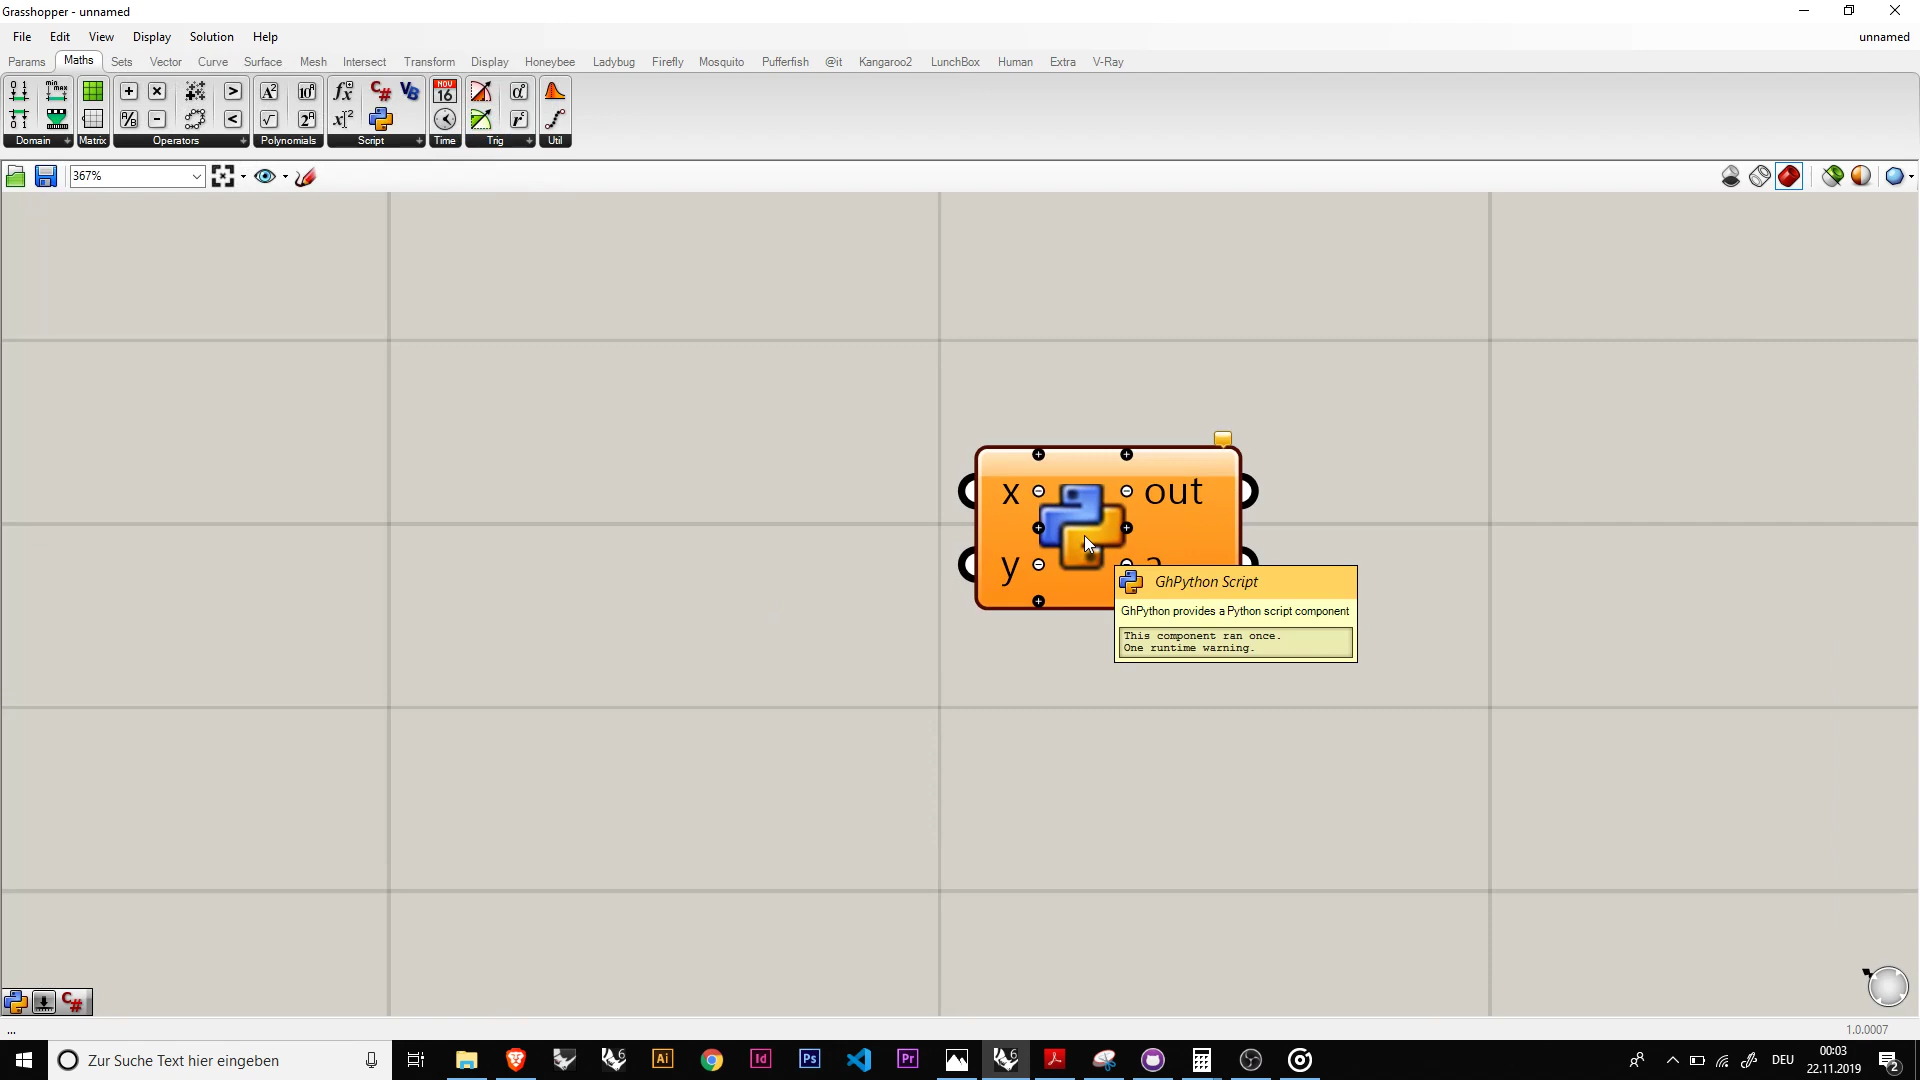 Grasshopper - unnamed
File Edit View Display Solution Help unnamed
Params Maths Sets Vector Curve Surface Mesh Intersect Transform Display Honeybee Ladybug Firefly Mosquito Pufferfish @it Kangaroo2 LunchBox Human Extra V-Ray
Domain Matrix Operators Polynomials Script Time Trig Util
367%
x out
y a
GhPython Script
GhPython provides a Python script component
This component ran once.
One runtime warning.
...
1.0.0007
Zur Suche Text hier eingeben
DEU
00:03
22.11.2019
2